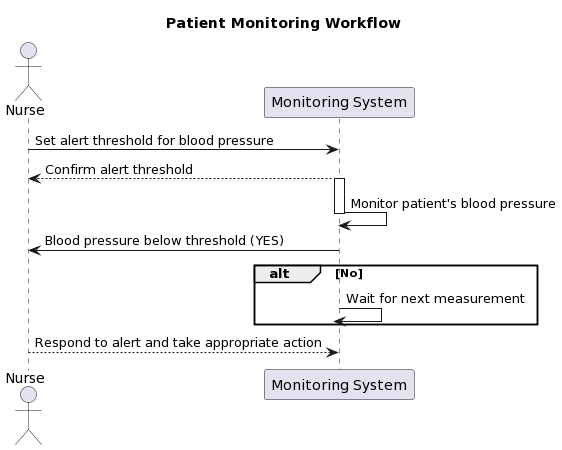 Patient Monitoring Workflow
Nurse
Monitoring System
Set alert threshold for blood pressure
Confirm alert threshold
Monitor patient's blood pressure
Blood pressure below threshold (YES)
alt [No]
Wait for next measurement
Respond to alert and take appropriate action
Nurse
Monitoring System